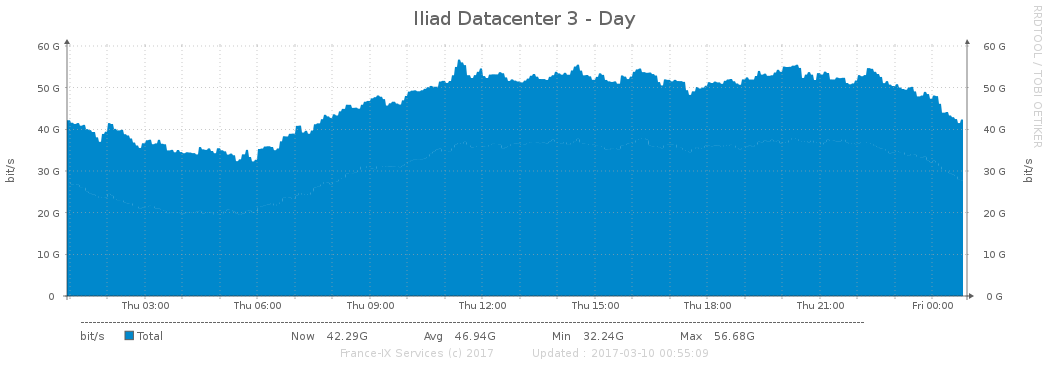 Iliad Datacenter 3 - Day
RRDTOOL / TOBI OETIKER
60 G 60 G
50 G 50 G
40 G 40 G
30 G 30 G
20 G 20 G
10 G 10 G
0 0 G
bit/s bit/s
Thu 03:00 Thu 06:00 Thu 09:00 Thu 12:00 Thu 15:00 Thu 18:00 Thu 21:00 Fri 00:00
bit/s Total Now 42.29G Avg 46.94G Min 32.24G Max 56.68G
France-IX Services (c) 2017 Updated : 2017-03-10 00:55:09